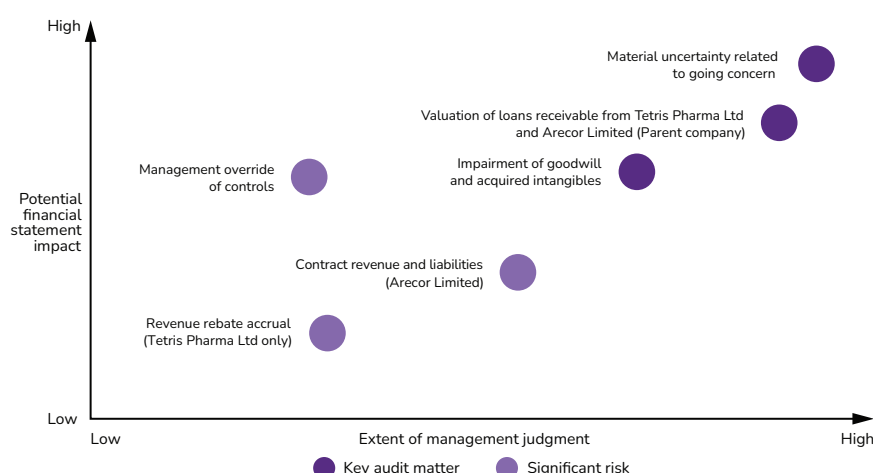 High
Material uncertainty related
to going concern
Valuation of loans receivable from Tetris Pharma Ltd
and Arecor Limited (Parent company)
Management override
of controls
Impairment of goodwill
and acquired intangibles
Potential
financial
statement
impact
Contract revenue and liabilities
(Arecor Limited)
Revenue rebate accrual
(Tetris Pharma Ltd only)
Low
Low
Extent of management judgment
High
Key audit matter
Significant risk